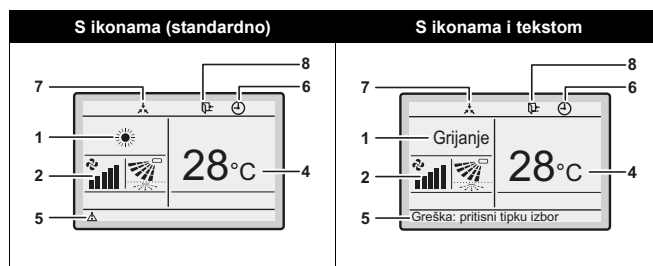 S ikonama (standardno)
S ikonama i tekstom
8
7
6
1
28°C
4
2
5
8
7
6
1
Grijanje
28°C
4
2
5
Greška: pritisni tipku izbor